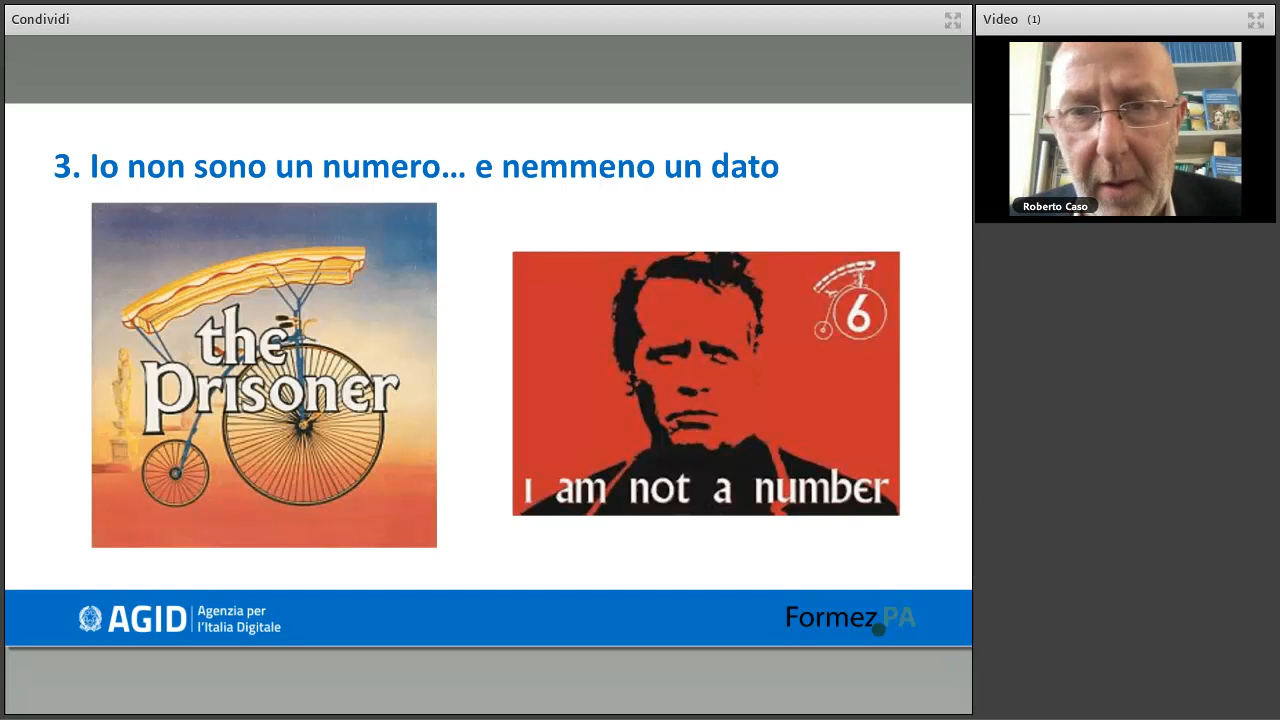 Condividi
Video (1)
Roberto Caso
3. Io non sono un numero... e nemmeno un dato
the
Prisoner
6
I am not a number
AGID
Agenzia per
l'Italia Digitale
Formez PA